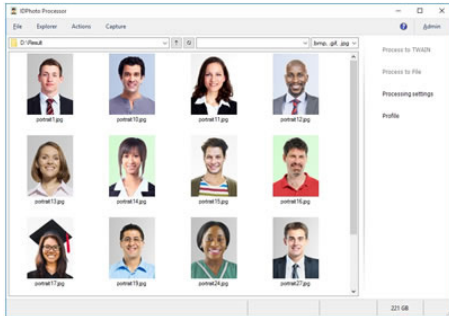 IDPhoto Processor
File Explorer Actions Capture Admin
D:\Result .bmp, .gif, .jpg
Process to TWAIN
Process to File
Processing settings
Profile
portrait1.jpg portrait10.jpg portrait11.jpg portrait12.jpg
portrait13.jpg portrait14.jpg portrait15.jpg portrait16.jpg
portrait17.jpg portrait19.jpg portrait24.jpg portrait27.jpg
221 GB